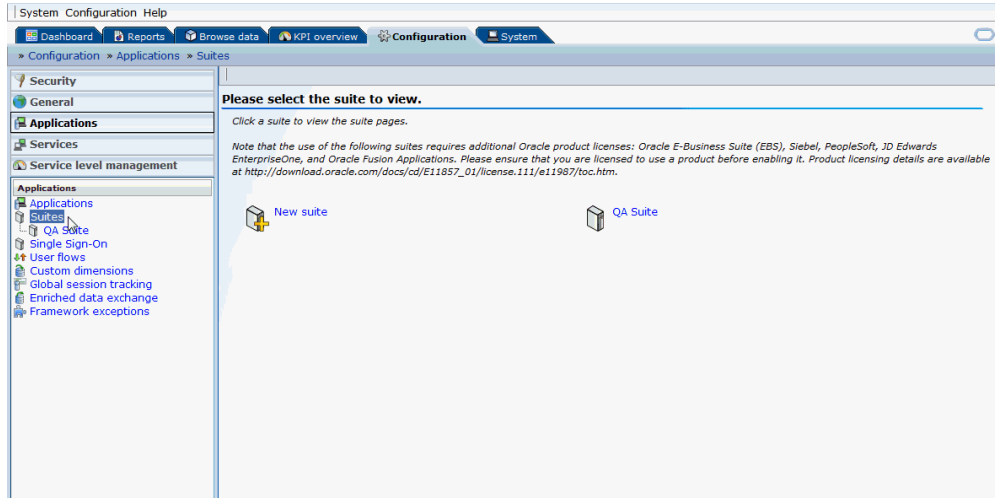 System Configuration Help
Dashboard Reports Browse data KPI overview Configuration System
» Configuration » Applications » Suites
Security
General
Applications
Services
Service level management
Applications
Applications
Suites
QA Suite
Single Sign-On
User flows
Custom dimensions
Global session tracking
Enriched data exchange
Framework exceptions
Please select the suite to view.
Click a suite to view the suite pages.
Note that the use of the following suites requires additional Oracle product licenses: Oracle E-Business Suite (EBS), Siebel, PeopleSoft, JD Edwards
EnterpriseOne, and Oracle Fusion Applications. Please ensure that you are licensed to use a product before enabling it. Product licensing details are available
at http://download.oracle.com/docs/cd/E11857_01/license.111/e11987/toc.htm.
New suite
QA Suite